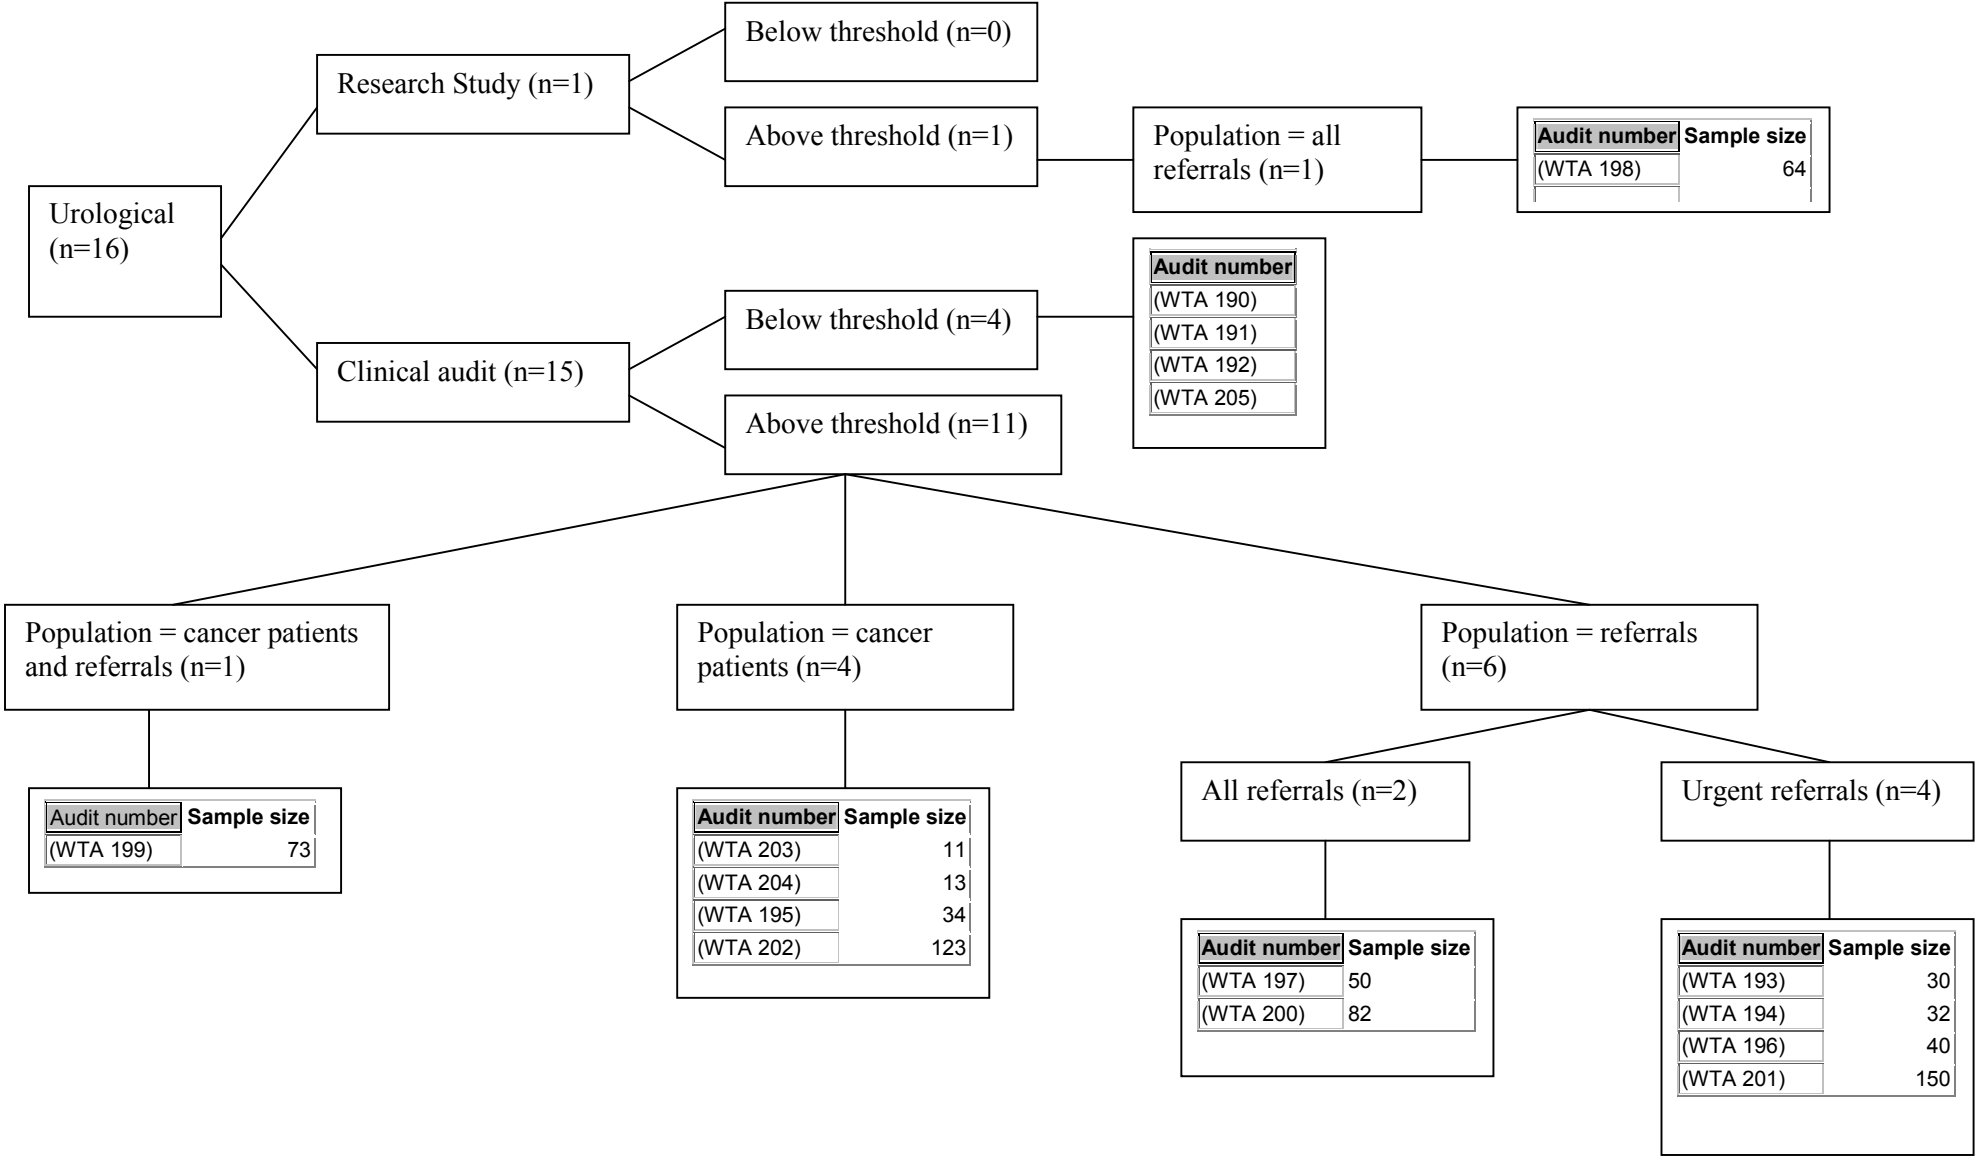 Below threshold (n=0)
Research Study (n=1)
Above threshold (n=1)
Population = all
referrals (n=1)
Audit number Sample size
(WTA 198) 64
Urological
(n=16)
Clinical audit (n=15)
Below threshold (n=4)
Audit number
(WTA 190)
(WTA 191)
(WTA 192)
(WTA 205)
Above threshold (n=11)
Population = cancer patients
and referrals (n=1)
Audit number Sample size
(WTA 199) 73
Population = cancer
patients (n=4)
Audit number Sample size
(WTA 203) 11
(WTA 204) 13
(WTA 195) 34
(WTA 202) 123
Population = referrals
(n=6)
All referrals (n=2)
Audit number Sample size
(WTA 197) 50
(WTA 200) 82
Urgent referrals (n=4)
Audit number Sample size
(WTA 193) 30
(WTA 194) 32
(WTA 196) 40
(WTA 201) 150